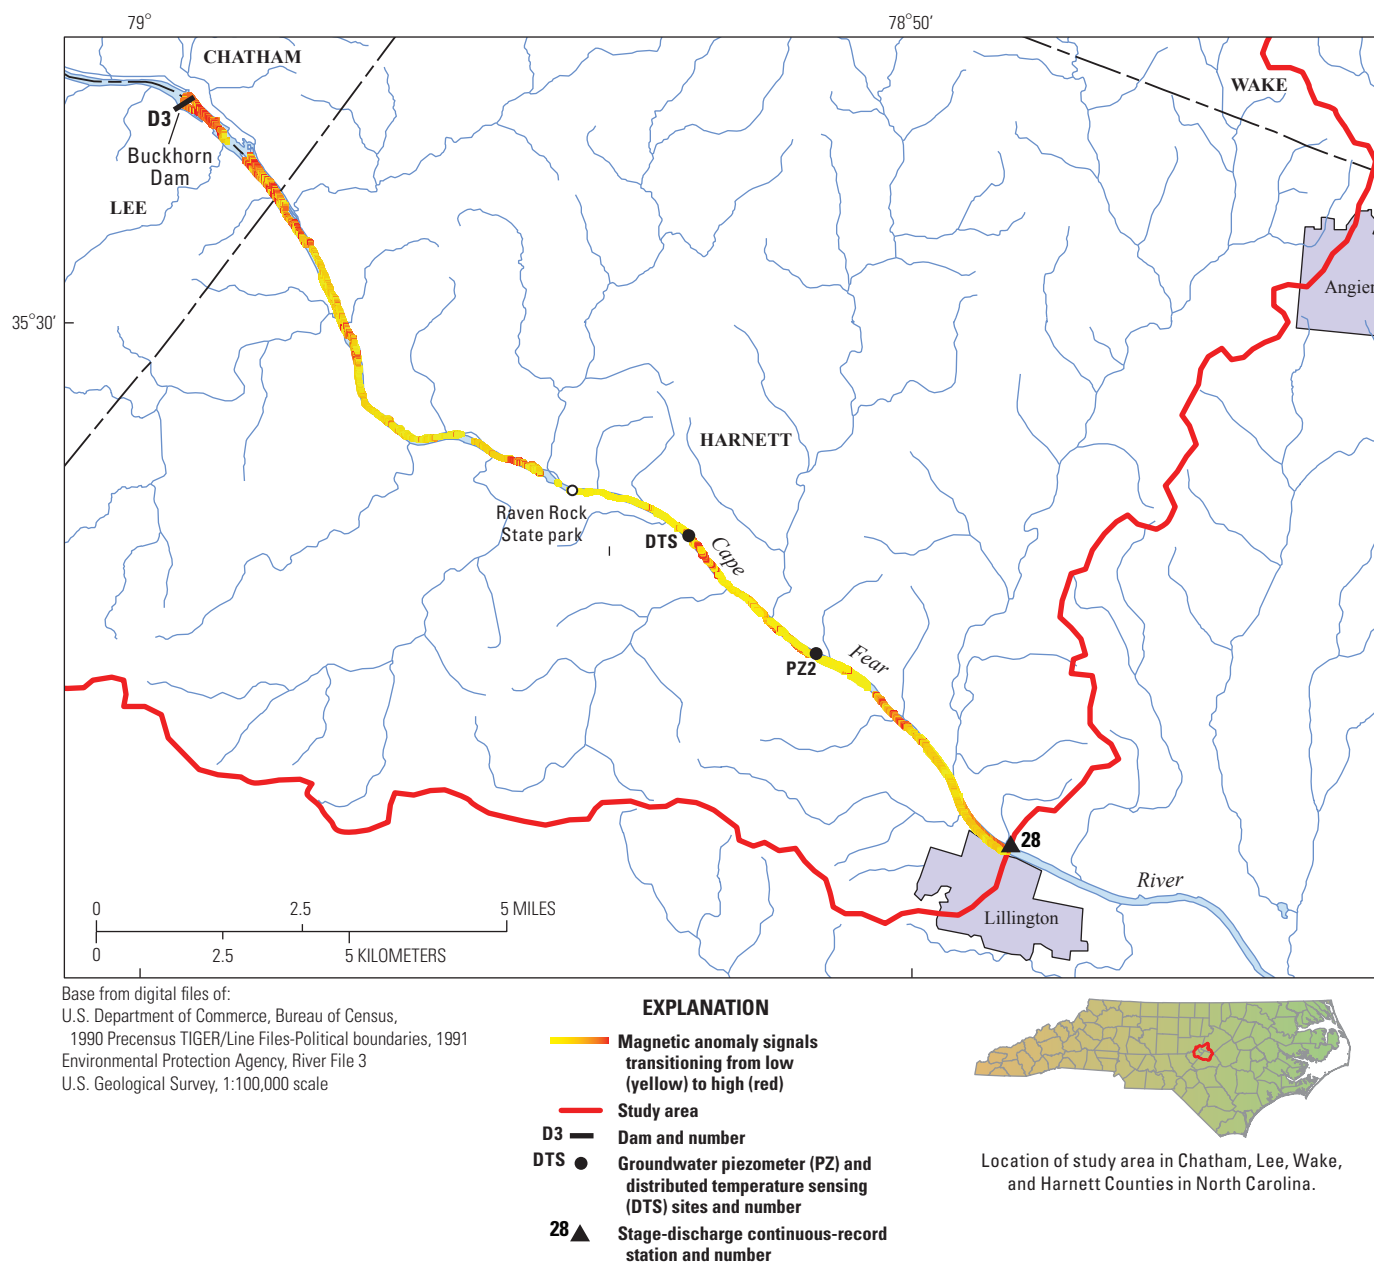 79°
78°50'
CHATHAM
WAKE
D3
Buckhorn
Dam
LEE
Angier
35°30'
HARNETT
Raven Rock
State park
DTS
Cape
PZ2
Fear
28
River
Lillington
0 2.5 5 MILES
0 2.5 5 KILOMETERS
Base from digital files of:
U.S. Department of Commerce, Bureau of Census,
1990 Precensus TIGER/Line Files-Political boundaries, 1991
Environmental Protection Agency, River File 3
U.S. Geological Survey, 1:100,000 scale
EXPLANATION
Magnetic anomaly signals
transitioning from low
(yellow) to high (red)
Study area
D3 Dam and number
DTS Groundwater piezometer (PZ) and
distributed temperature sensing
(DTS) sites and number
28 Stage-discharge continuous-record
station and number
Location of study area in Chatham, Lee, Wake,
and Harnett Counties in North Carolina.